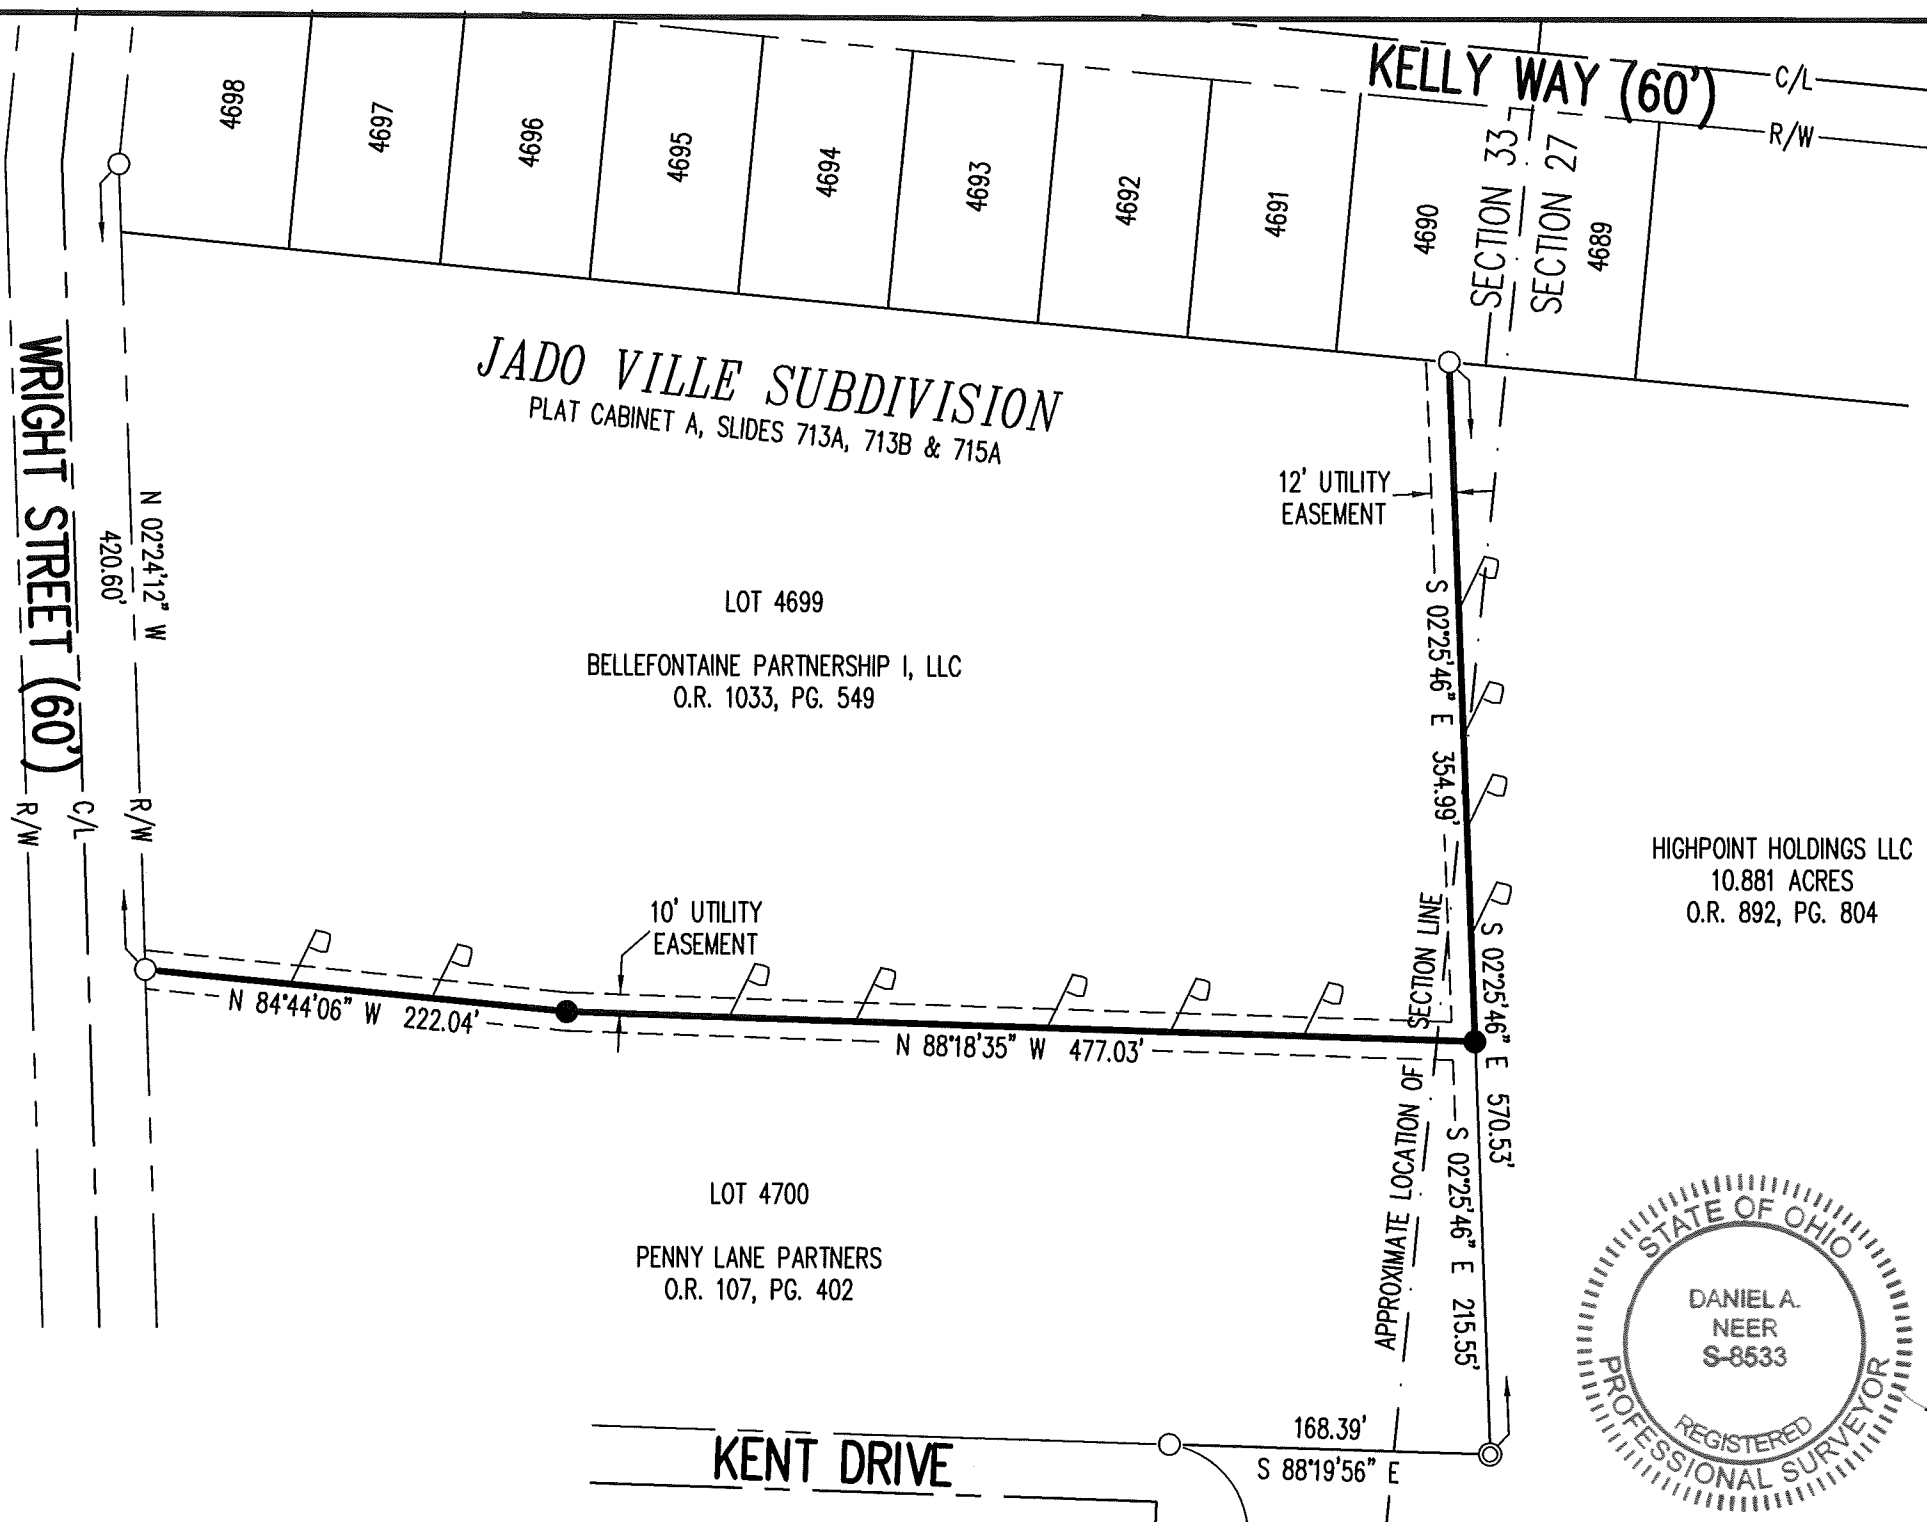 KELLY WAY (60')
C/L
R/W
4698
4697
4696
4695
4694
4693
4692
4691
4690
SECTION 33
SECTION 27
4689
JADO VILLE SUBDIVISION
PLAT CABINET A, SLIDES 713A, 713B & 715A
12' UTILITY
EASEMENT
WRIGHT STREET (60')
R/W
C/L
R/W
N 02°24'12" W
420.60'
LOT 4699
BELLEFONTAINE PARTNERSHIP I, LLC
O.R. 1033, PG. 549
S 02°25'46" E 354.99'
HIGHPOINT HOLDINGS LLC
10.881 ACRES
O.R. 892, PG. 804
10' UTILITY
EASEMENT
N 84°44'06" W 222.04'
N 88°18'35" W 477.03'
S 02°25'46" E 570.53'
APPROXIMATE LOCATION OF SECTION LINE
S 02°25'46" E 215.55'
LOT 4700
PENNY LANE PARTNERS
O.R. 107, PG. 402
KENT DRIVE
168.39'
S 88°19'56" E
STATE OF OHIO
DANIEL A.
NEER
S-8533
REGISTERED
PROFESSIONAL SURVEYOR